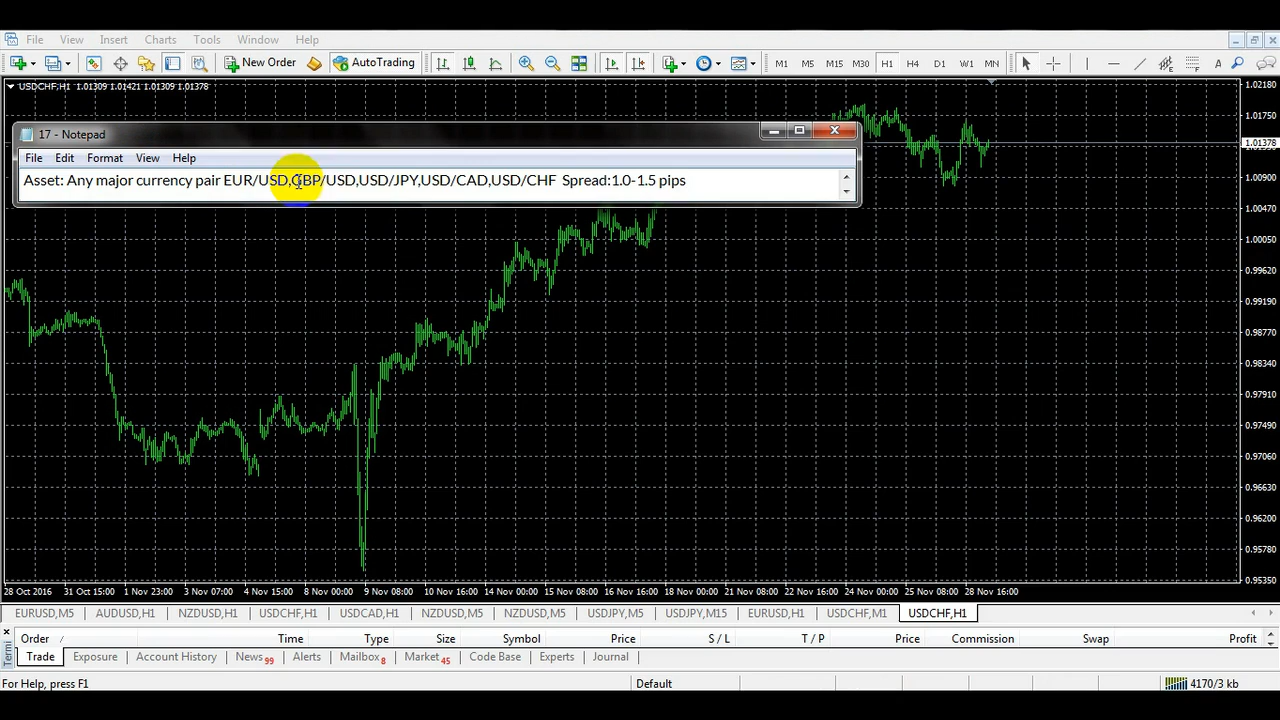 File View Insert Charts Tools Window Help
New Order AutoTrading M1 M5 M15 M30 H1 H4 D1 W1 MN
USDCHF,H1 1.01309 1.01421 1.01309 1.01378
1.02180
1.01750
17 - Notepad
1.01378
File Edit Format View Help
Asset: Any major currency pair EUR/USD,GBP/USD,USD/JPY,USD/CAD,USD/CHF Spread:1.0-1.5 pips
1.00470
1.00050
0.99620
0.99190
0.98770
0.98340
0.97910
0.97490
0.97060
0.96630
0.96210
0.95780
0.95350
28 Oct 2016 31 Oct 15:00 1 Nov 23:00 3 Nov 07:00 4 Nov 15:00 8 Nov 00:00 9 Nov 08:00 10 Nov 16:00 14 Nov 00:00 15 Nov 08:00 16 Nov 16:00 18 Nov 00:00 21 Nov 08:00 22 Nov 16:00 24 Nov 00:00 25 Nov 08:00 28 Nov 16:00
EURUSD,M5 AUDUSD,H1 NZDUSD,H1 USDCHF,H1 USDCAD,H1 NZDUSD,M5 NZDUSD,M5 USDJPY,M5 USDJPY,M15 EURUSD,H1 USDCHF,M1 USDCHF,H1
Order / Time Type Size Symbol Price S / L T / P Price Commission Swap Profit
Trade Exposure Account History News 99 Alerts Mailbox 8 Market 45 Code Base Experts Journal
Termi
For Help, press F1 Default 4170/3 kb